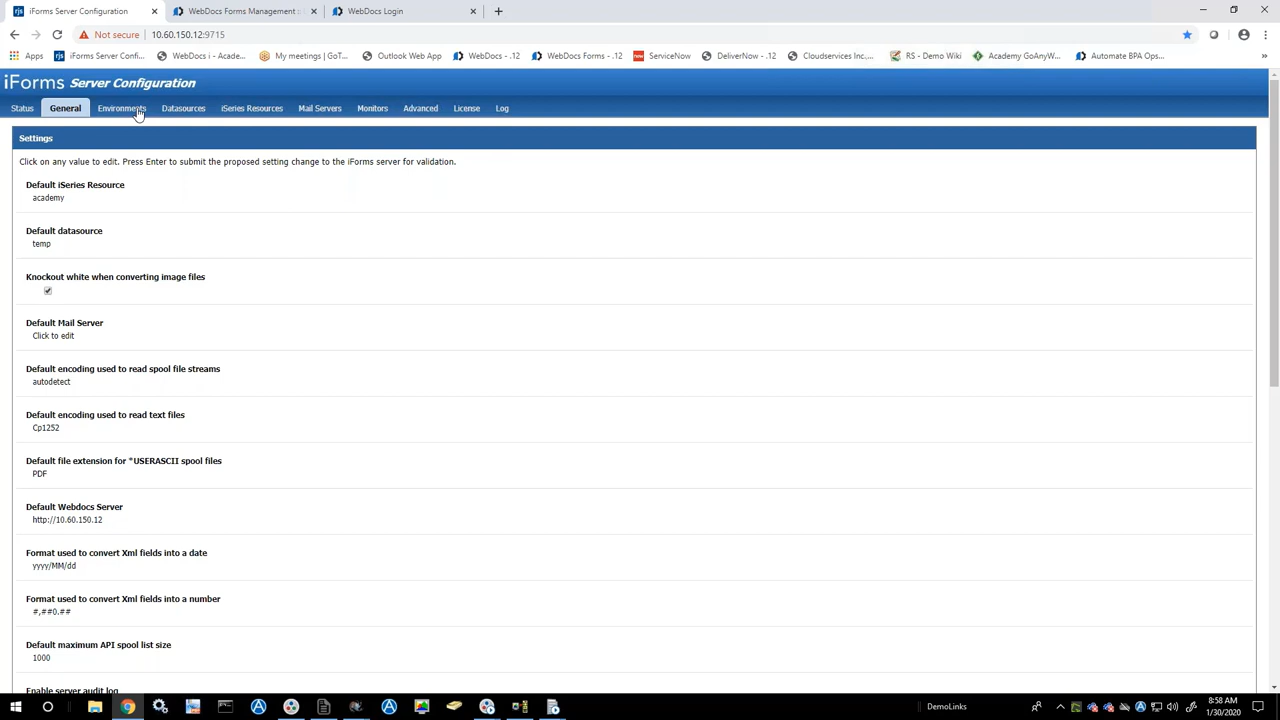 iForms Server Configuration
WebDocs Forms Management ::
WebDocs Login
Not secure
10.60.150.12:9715
Apps
iForms Server Confi...
WebDocs i - Acade...
My meetings | GoT...
Outlook Web App
WebDocs - .12
WebDocs Forms - .12
ServiceNow
DeliverNow - .12
Cloudservices Inc,...
RS - Demo Wiki
Academy GoAnyW...
Automate BPA Ops...
iForms Server Configuration
Status
General
Environments
Datasources
iSeries Resources
Mail Servers
Monitors
Advanced
License
Log
Settings
Click on any value to edit. Press Enter to submit the proposed setting change to the iForms server for validation.
Default iSeries Resource
academy
Default datasource
temp
Knockout white when converting image files
Default Mail Server
Click to edit
Default encoding used to read spool file streams
autodetect
Default encoding used to read text files
Cp1252
Default file extension for *USERASCII spool files
PDF
Default Webdocs Server
http://10.60.150.12
Format used to convert Xml fields into a date
yyyy/MM/dd
Format used to convert Xml fields into a number
#,##0.##
Default maximum API spool list size
1000
Enable server audit log
DemoLinks
8:58 AM
1/30/2020